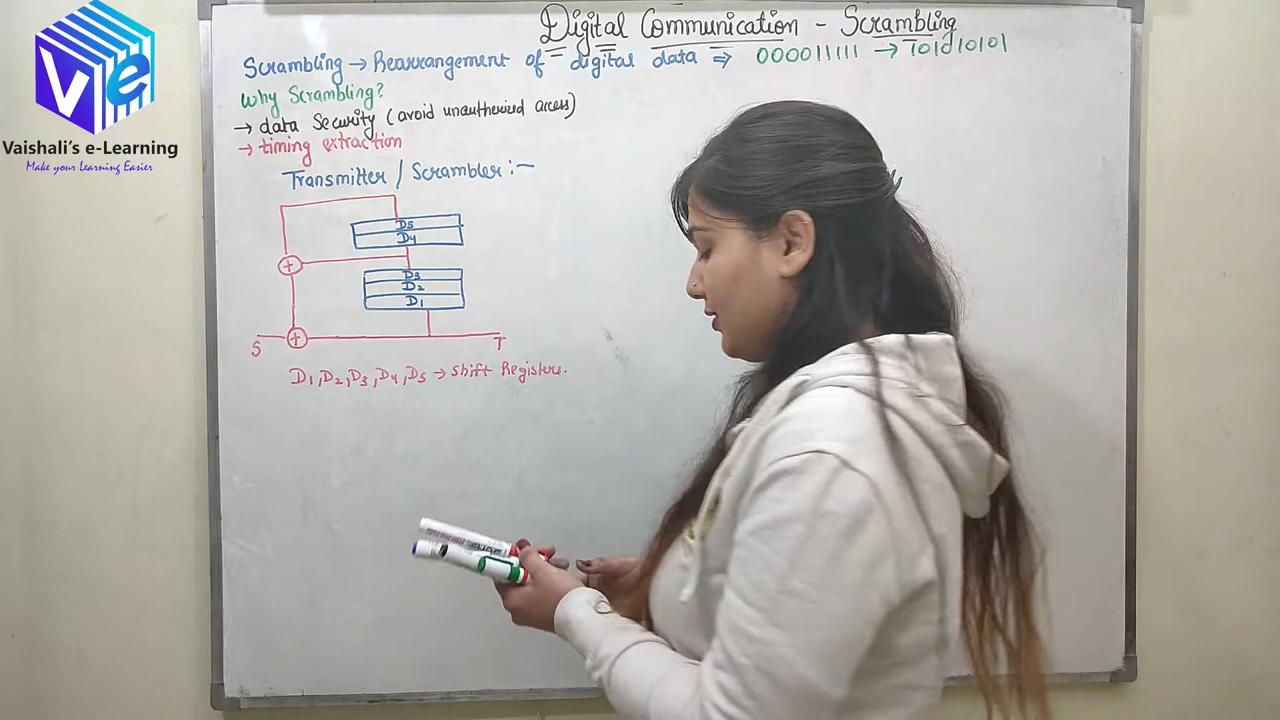 Ve
Vaishali's e-Learning
Make your Learning Easier
Digital Communication - Scrambling
Scrambling → Rearrangement of digital data ⇒ 000011111 → 101010101
Why Scrambling?
→ data Security (avoid unauthorized access)
→ timing extraction
Transmitter / Scrambler :-
D5
D4
+
D3
D2
D1
S + T
D1, D2, D3, D4, D5 → Shift Registers.